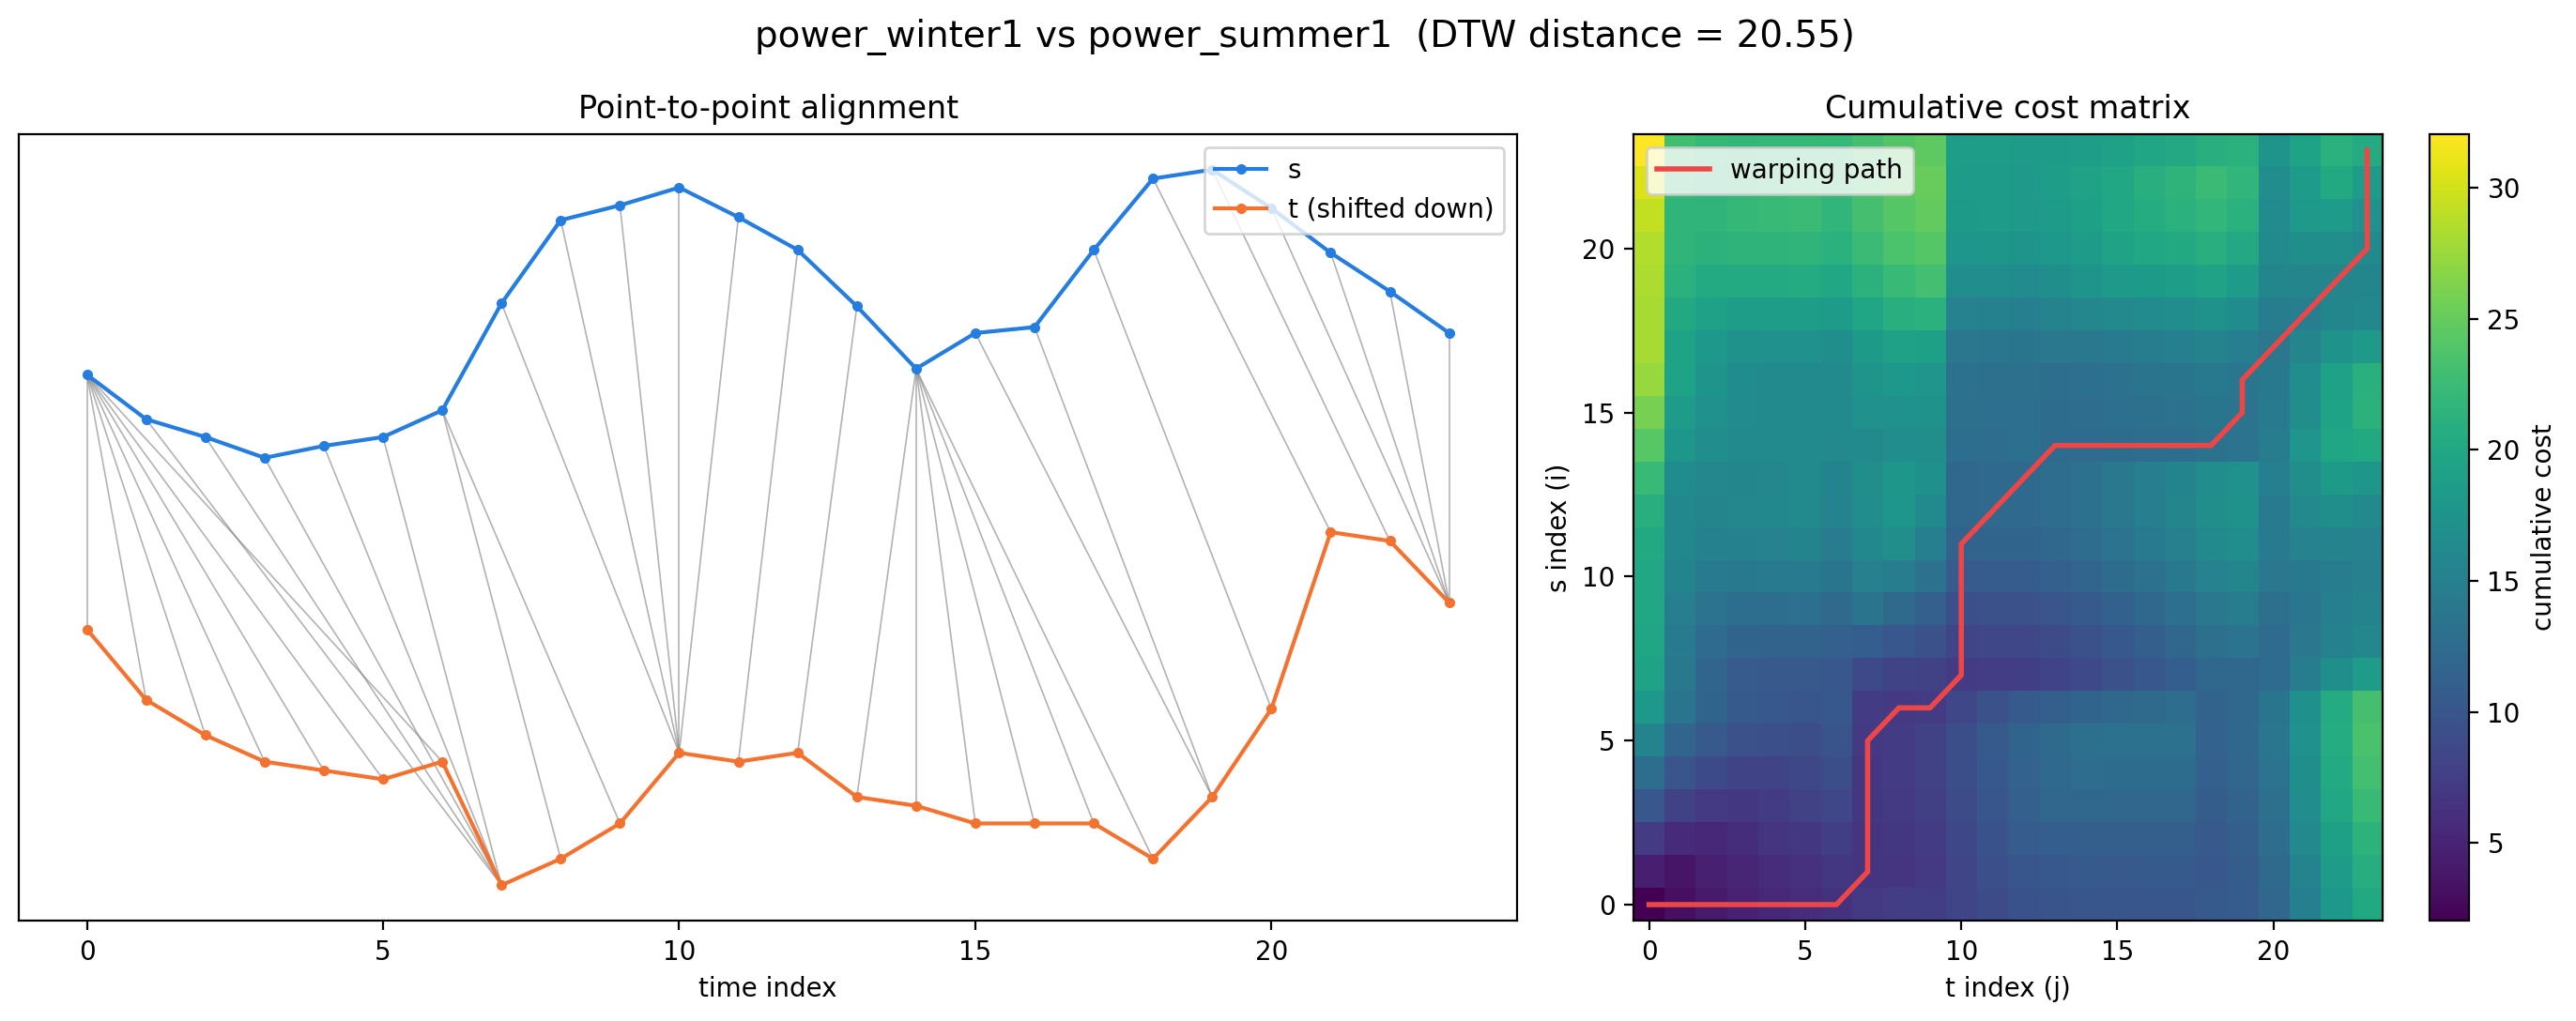 power_winter1 vs power_summer1  (DTW distance = 20.55)
Point-to-point alignment
s
t (shifted down)
0 5 10 15 20
time index
Cumulative cost matrix
warping path
20
15
10
5
0
s index (i)
0 5 10 15 20
t index (j)
30
25
20
15
10
5
cumulative cost